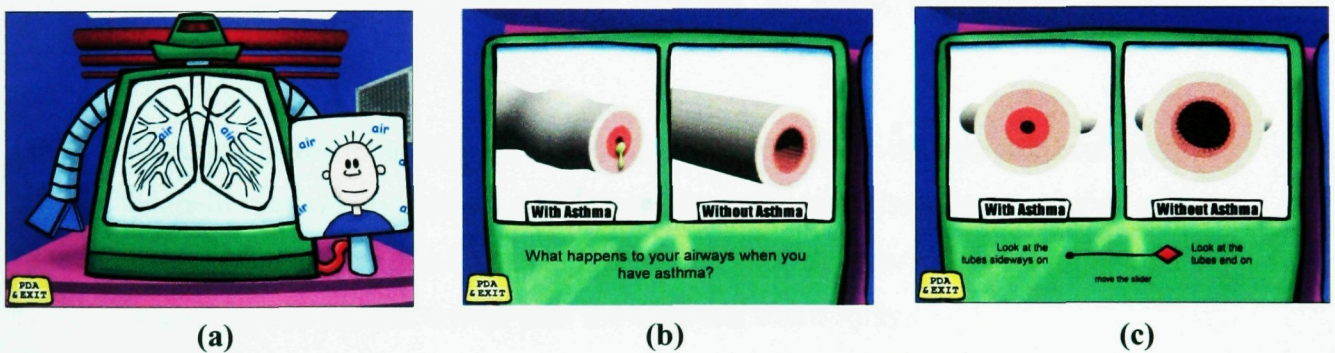 air
air
air
air
PDA
& EXIT
(a)
With Asthma
Without Asthma
What happens to your airways when you
have asthma?
PDA
& EXIT
(b)
With Asthma
Without Asthma
Look at the
tubes sideways on
Look at the
tubes end on
move the slider
PDA
& EXIT
(c)